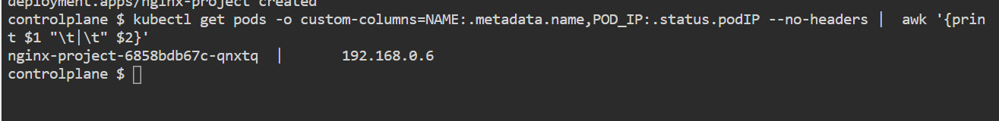 deployment.apps/nginx-project created
controlplane $ kubectl get pods -o custom-columns=NAME:.metadata.name,POD_IP:.status.podIP --no-headers |  awk '{prin
t $1 "\t|\t" $2}'
nginx-project-6858bdb67c-qnxtq  |       192.168.0.6
controlplane $